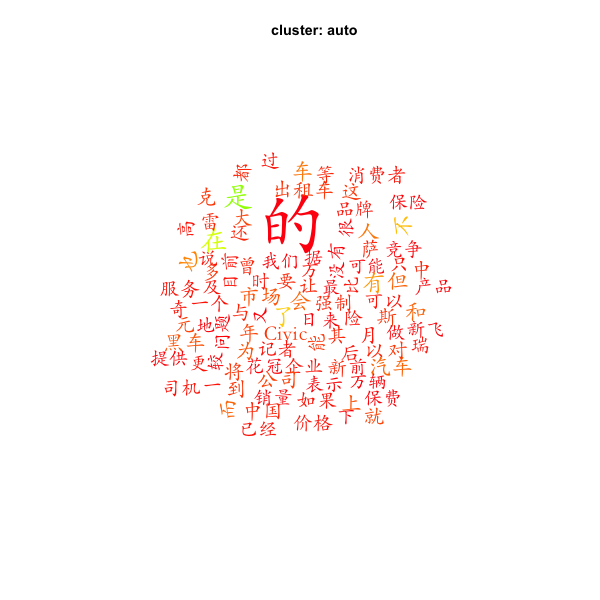 cluster: auto
过
都 车 等 消费者
克 是 出租车 这 保险
高 雷 大 的 品牌 很 人 不
在 还 萨 竞争
也 说 多 目前 曾 我们 据 方 没有 可能 只 中
服务 及 时 要 让 最 比 有 但 产品
奇 一个 市场 会 强制 可以
元 地 与 又 了 日 来 险 斯 和
黑车 问题 年 Civic 能 其 月 做 新飞
提供 更 较 为 记者 后 以 对 瑞
将 花冠 企业 新 前 汽车
司机 一 到 公司 表示 万 辆
而 中国 销量 如果 上 保费
已经 价格 下 就